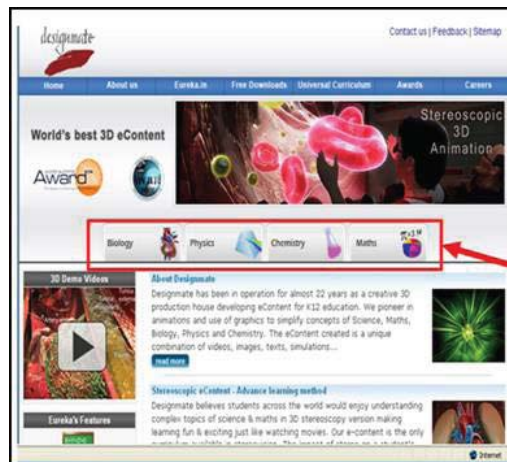 designmate
Contact us | Feedback | Sitemap
Home About us Eureka.in Free Downloads Universal Curriculum Awards Careers
World's best 3D eContent
Stereoscopic
3D
Animation
Award
Biology Physics Chemistry Maths
3D Demo Videos
About Designmate
Designmate has been in operation for almost 22 years as a creative 3D
production house developing eContent for K12 education. We pioneer in
animations and use of graphics to simplify concepts of Science, Maths,
Biology, Physics and Chemistry. The eContent created is a unique
combination of videos, images, texts, simulations...
read more
Stereoscopic eContent - Advance learning method
Designmate believes students across the world would enjoy understanding
complex topics of science & maths in 3D stereoscopy version making
learning fun & exciting just like watching movies. Our e-content is the only
Eureka's Features
Internet